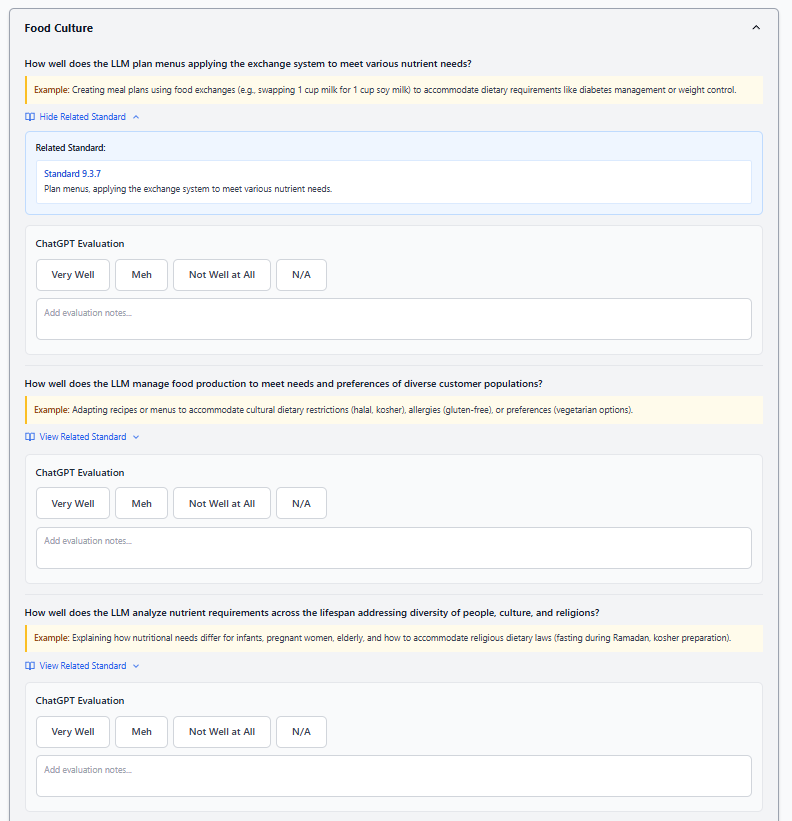 Food Culture
How well does the LLM plan menus applying the exchange system to meet various nutrient needs?
Example: Creating meal plans using food exchanges (e.g., swapping 1 cup milk for 1 cup soy milk) to accommodate dietary requirements like diabetes management or weight control.
Hide Related Standard
Related Standard:
Standard 9.3.7
Plan menus, applying the exchange system to meet various nutrient needs.
ChatGPT Evaluation
Very Well Meh Not Well at All N/A
Add evaluation notes...
How well does the LLM manage food production to meet needs and preferences of diverse customer populations?
Example: Adapting recipes or menus to accommodate cultural dietary restrictions (halal, kosher), allergies (gluten-free), or preferences (vegetarian options).
View Related Standard
ChatGPT Evaluation
Very Well Meh Not Well at All N/A
Add evaluation notes...
How well does the LLM analyze nutrient requirements across the lifespan addressing diversity of people, culture, and religions?
Example: Explaining how nutritional needs differ for infants, pregnant women, elderly, and how to accommodate religious dietary laws (fasting during Ramadan, kosher preparation).
View Related Standard
ChatGPT Evaluation
Very Well Meh Not Well at All N/A
Add evaluation notes...